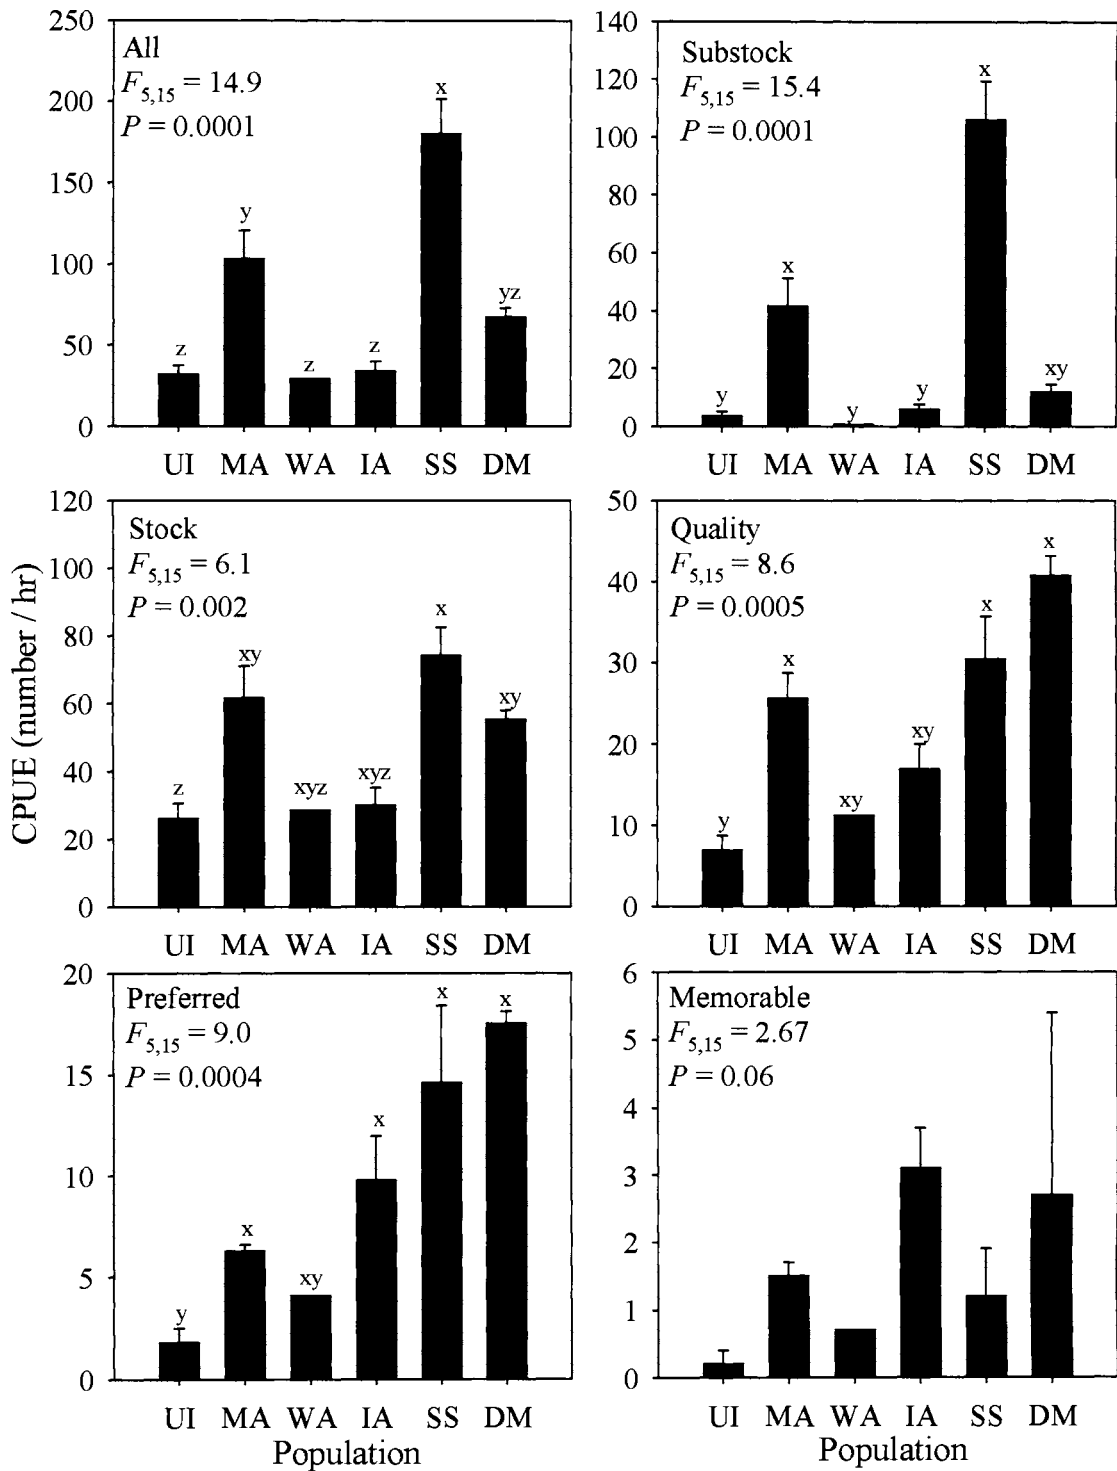 All
F5,15 = 14.9
P = 0.0001
250
200
150
100
50
0
z
y
z
z
x
yz
UI MA WA IA SS DM
Substock
F5,15 = 15.4
P = 0.0001
140
120
100
80
60
40
20
0
y
x
y
y
x
xy
UI MA WA IA SS DM
CPUE (number / hr)
Stock
F5,15 = 6.1
P = 0.002
120
100
80
60
40
20
0
z
xy
xyz
xyz
x
xy
UI MA WA IA SS DM
Quality
F5,15 = 8.6
P = 0.0005
50
40
30
20
10
0
y
x
xy
xy
x
x
UI MA WA IA SS DM
Preferred
F5,15 = 9.0
P = 0.0004
20
15
10
5
0
y
x
xy
x
x
x
UI MA WA IA SS DM
Population
Memorable
F5,15 = 2.67
P = 0.06
6
5
4
3
2
1
0
UI MA WA IA SS DM
Population